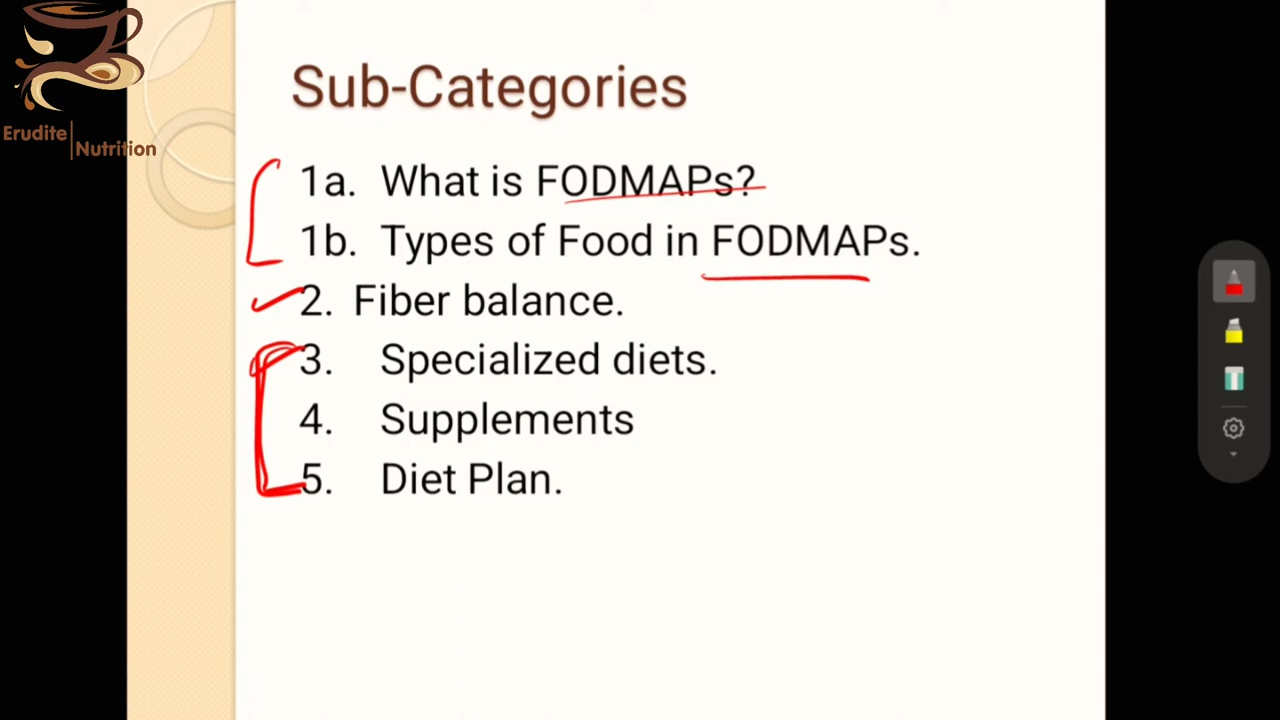 Erudite
Nutrition
Sub-Categories
1a. What is FODMAPs?
1b. Types of Food in FODMAPs.
2. Fiber balance.
3. Specialized diets.
4. Supplements
5. Diet Plan.